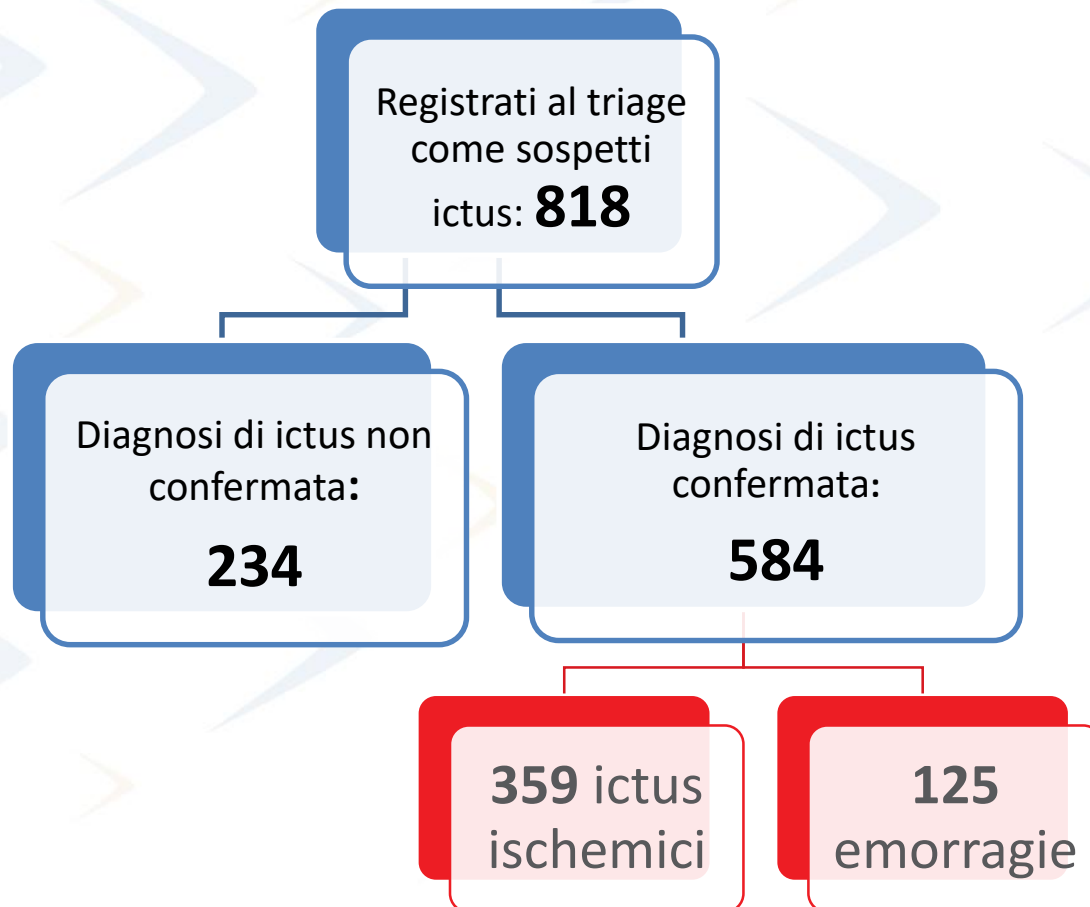 Registrati al triage
come sospetti
ictus: 818
Diagnosi di ictus non
confermata:
234
Diagnosi di ictus
confermata:
584
359 ictus
ischemici
125
emorragie